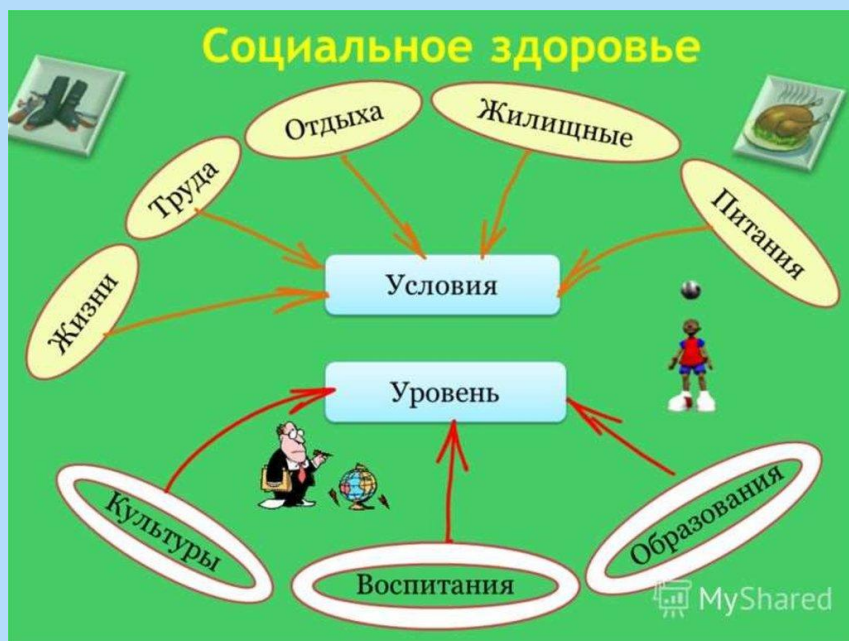 Социальное здоровье
Отдыха
Жилищные
Труда
Питания
Жизни
Условия
Уровень
Культуры
Воспитания
Образования
MyShared